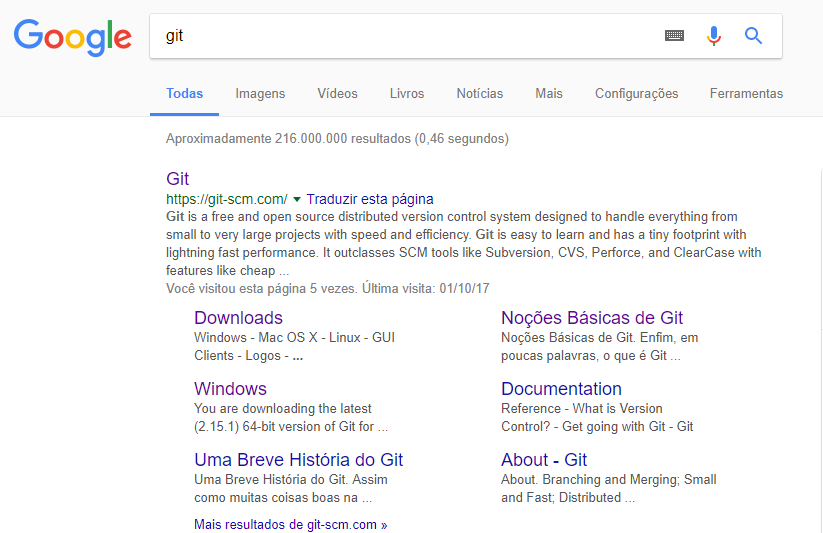 Google
git
Todas Imagens Vídeos Livros Notícias Mais Configurações Ferramentas
Aproximadamente 216.000.000 resultados (0,46 segundos)
Git
https://git-scm.com/ Traduzir esta página
Git is a free and open source distributed version control system designed to handle everything from
small to very large projects with speed and efficiency. Git is easy to learn and has a tiny footprint with
lightning fast performance. It outclasses SCM tools like Subversion, CVS, Perforce, and ClearCase with
features like cheap ...
Você visitou esta página 5 vezes. Última visita: 01/10/17
Downloads
Windows - Mac OS X - Linux - GUI
Clients - Logos - ...
Noções Básicas de Git
Noções Básicas de Git. Enfim, em
poucas palavras, o que é Git ...
Windows
You are downloading the latest
(2.15.1) 64-bit version of Git for ...
Documentation
Reference - What is Version
Control? - Get going with Git - Git
Uma Breve História do Git
Uma Breve História do Git. Assim
como muitas coisas boas na ...
About - Git
About. Branching and Merging; Small
and Fast; Distributed ...
Mais resultados de git-scm.com »